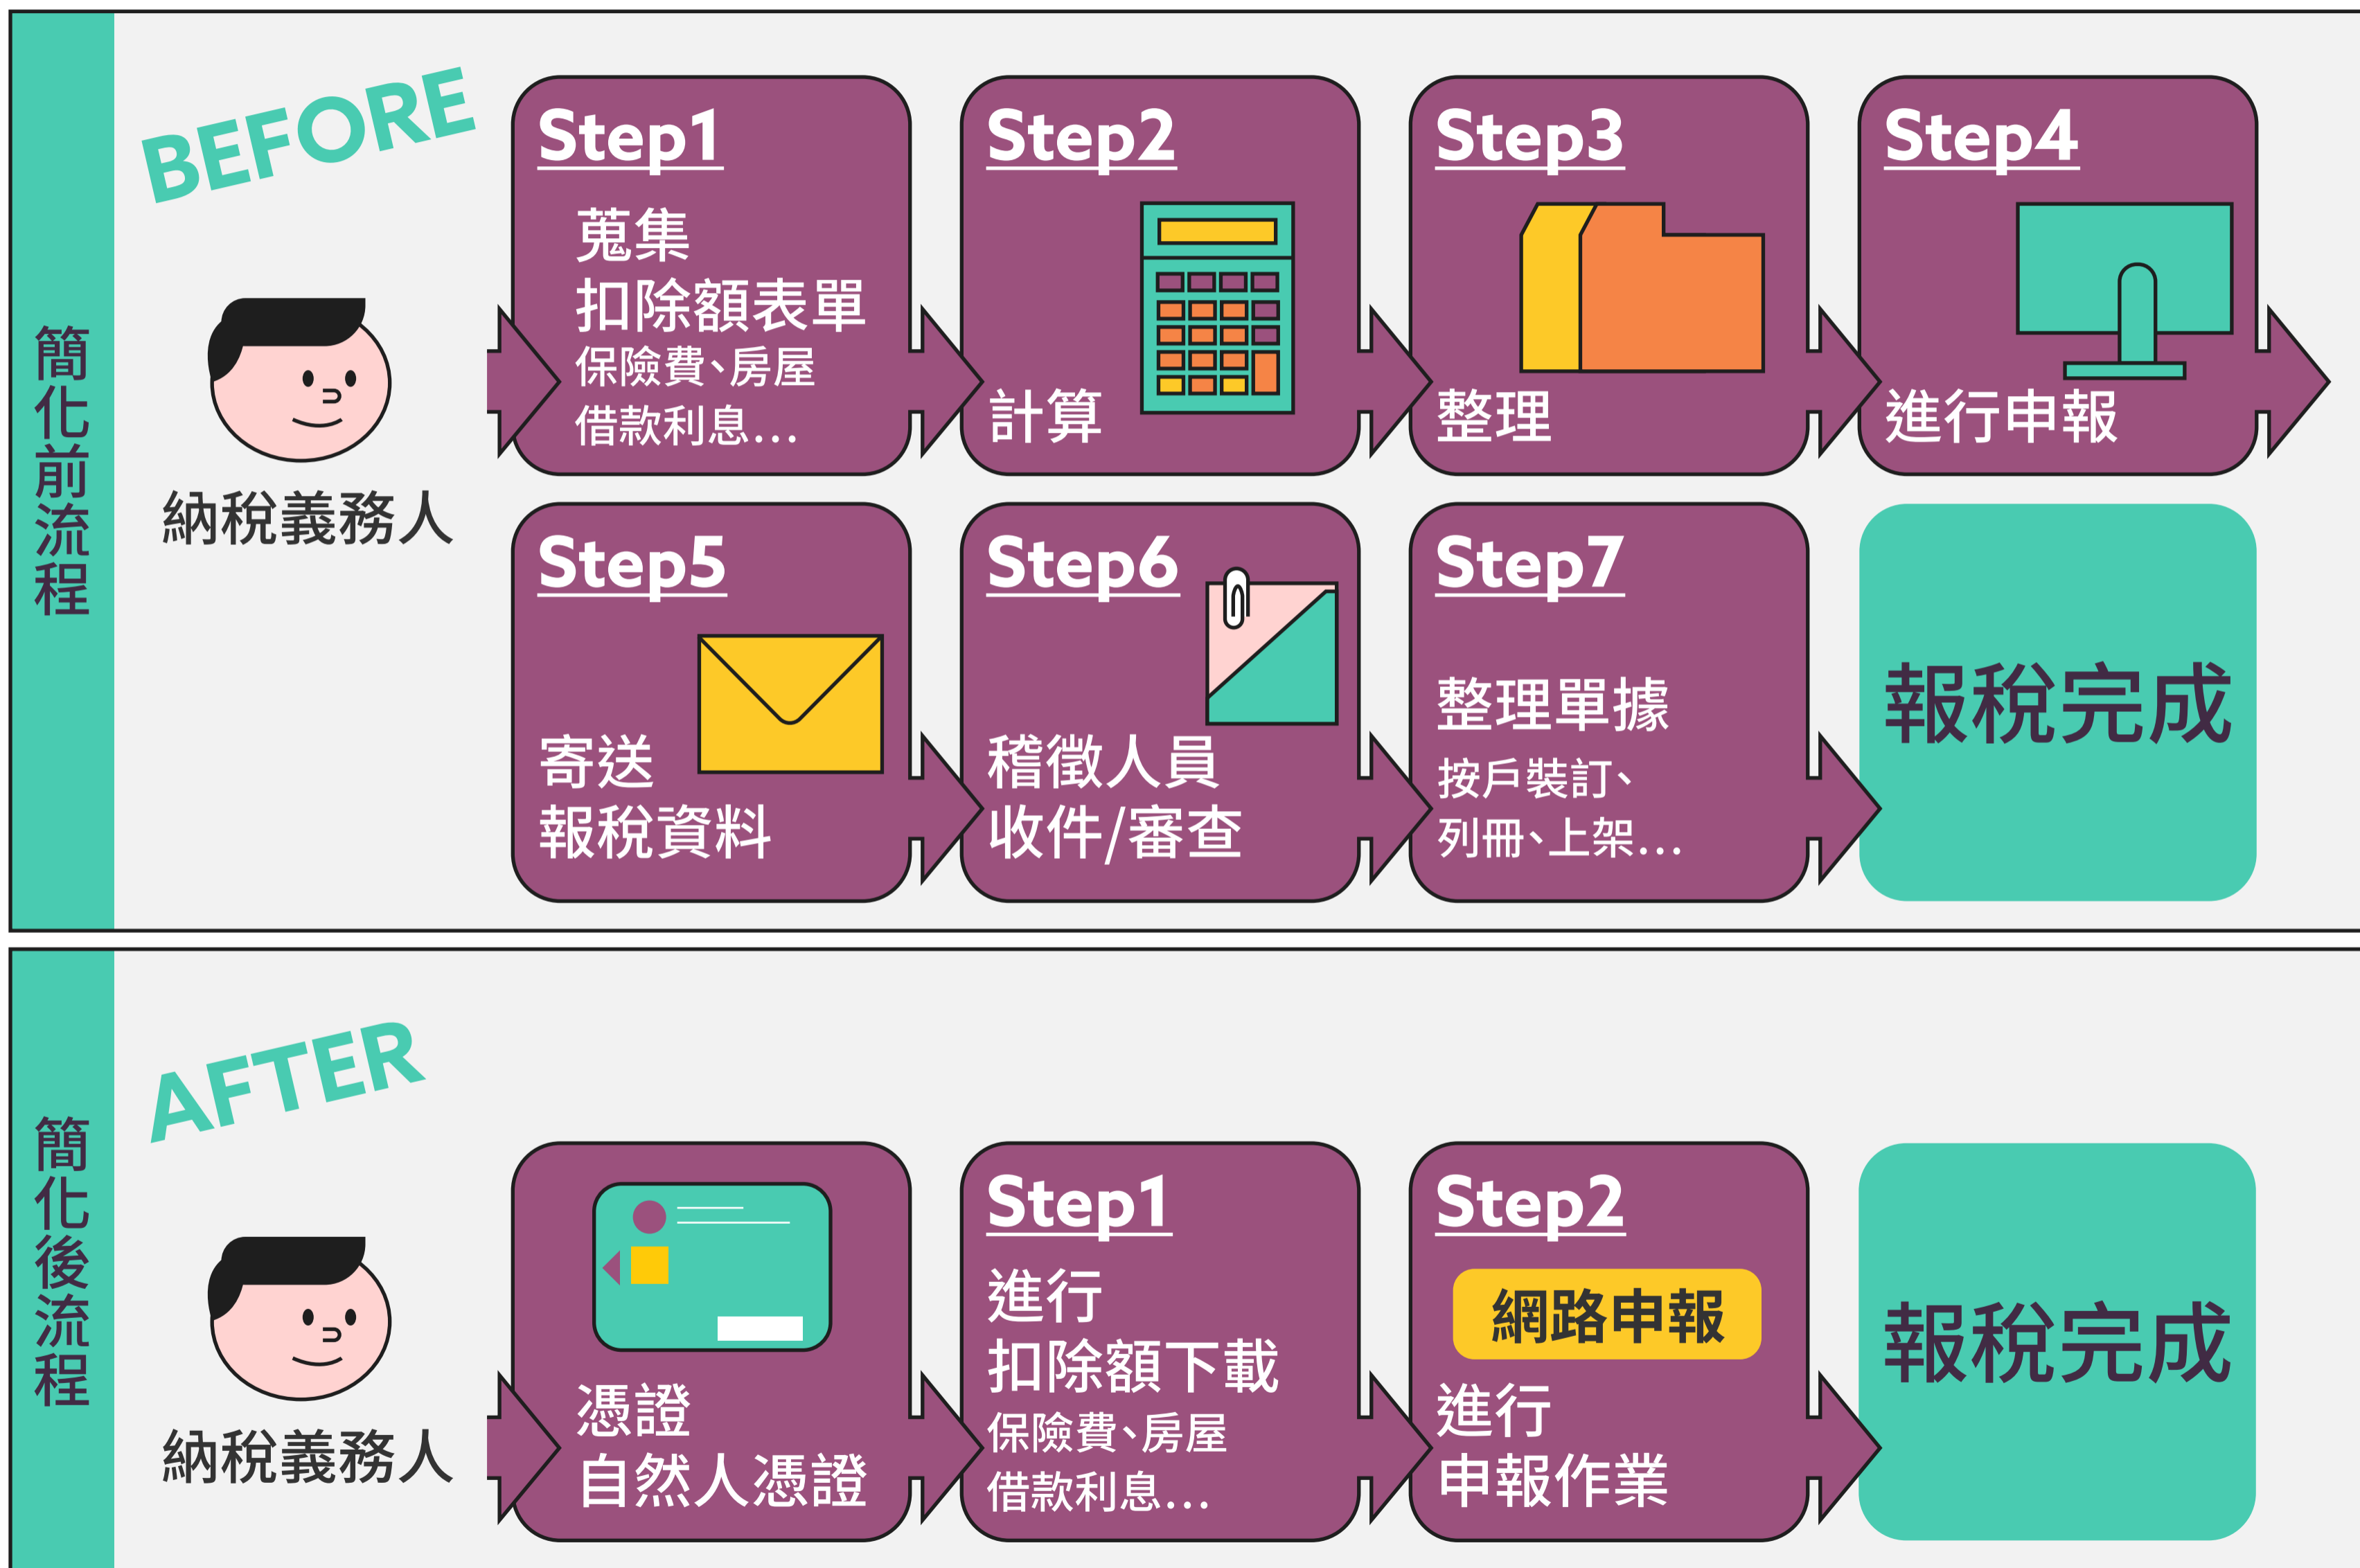 簡化前流程
BEFORE
納稅義務人
Step1
蒐集
扣除額表單
保險費、房屋
借款利息...
Step2
計算
Step3
整理
Step4
進行申報
Step5
寄送
報稅資料
Step6
稽徵人員
收件/審查
Step7
整理單據
按戶裝訂、
列冊、上架...
報稅完成
簡化後流程
AFTER
納稅義務人
憑證
自然人憑證
Step1
進行
扣除額下載
保險費、房屋
借款利息...
Step2
網路申報
進行
申報作業
報稅完成